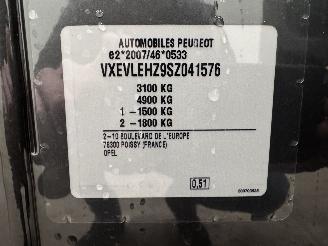 AUTOMOBILES PEUGEOT
e2*2007/46*0533
VXEVLEHZ9SZ041576
3100 KG
4900 KG
1 - 1500 KG
2 - 1800 KG
2-10 BOULEVARD DE L'EUROPE
78300 POISSY (FRANCE)
OPEL
0,51